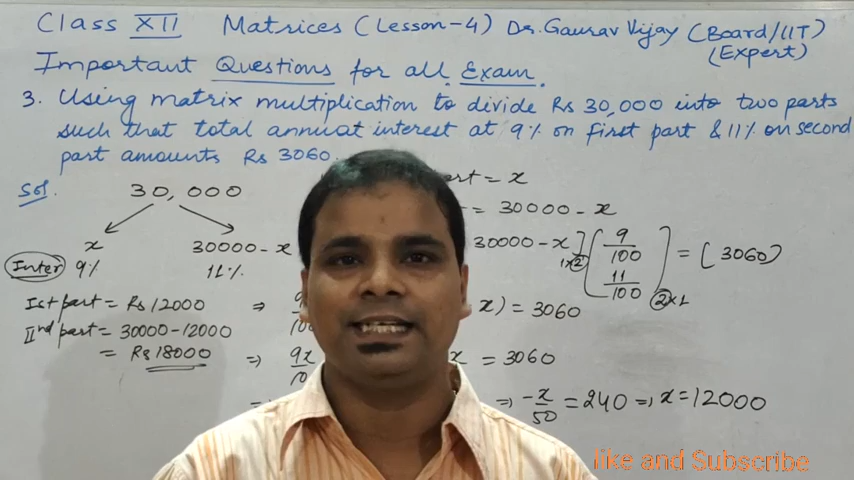 Class XII Matrices (Lesson-4) Dr. Gaurav Vijay (Board/IIT)
(Expert)
Important Questions for all Exam.
3. Using matrix multiplication to divide Rs 30,000 into two parts
such that total annual interest at 9% on first part & 11% on second
part amounts Rs 3060.
Sol. 30,000
= x
x 30000-x
= 30000-x
Inter 9% 11%
30000-x] 1x2 [9/100 11/100] 2x1 = [3060]
Ist part = Rs 12000 ⇒ x) = 3060
IInd part = 30000-12000
= Rs 18000 ⇒ 9x x = 3060
⇒ -x/50 = 240 ⇒ x = 12000
like and Subscribe